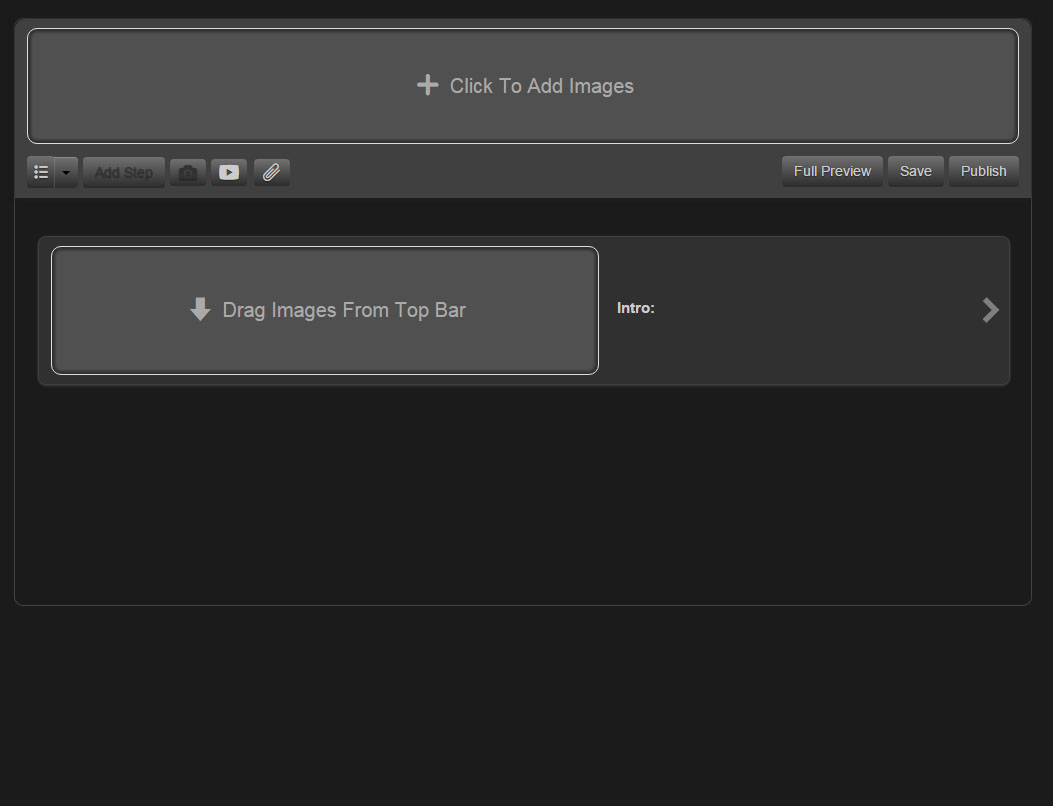 Click To Add Images
Add Step
Full Preview
Save
Publish
Drag Images From Top Bar
Intro: